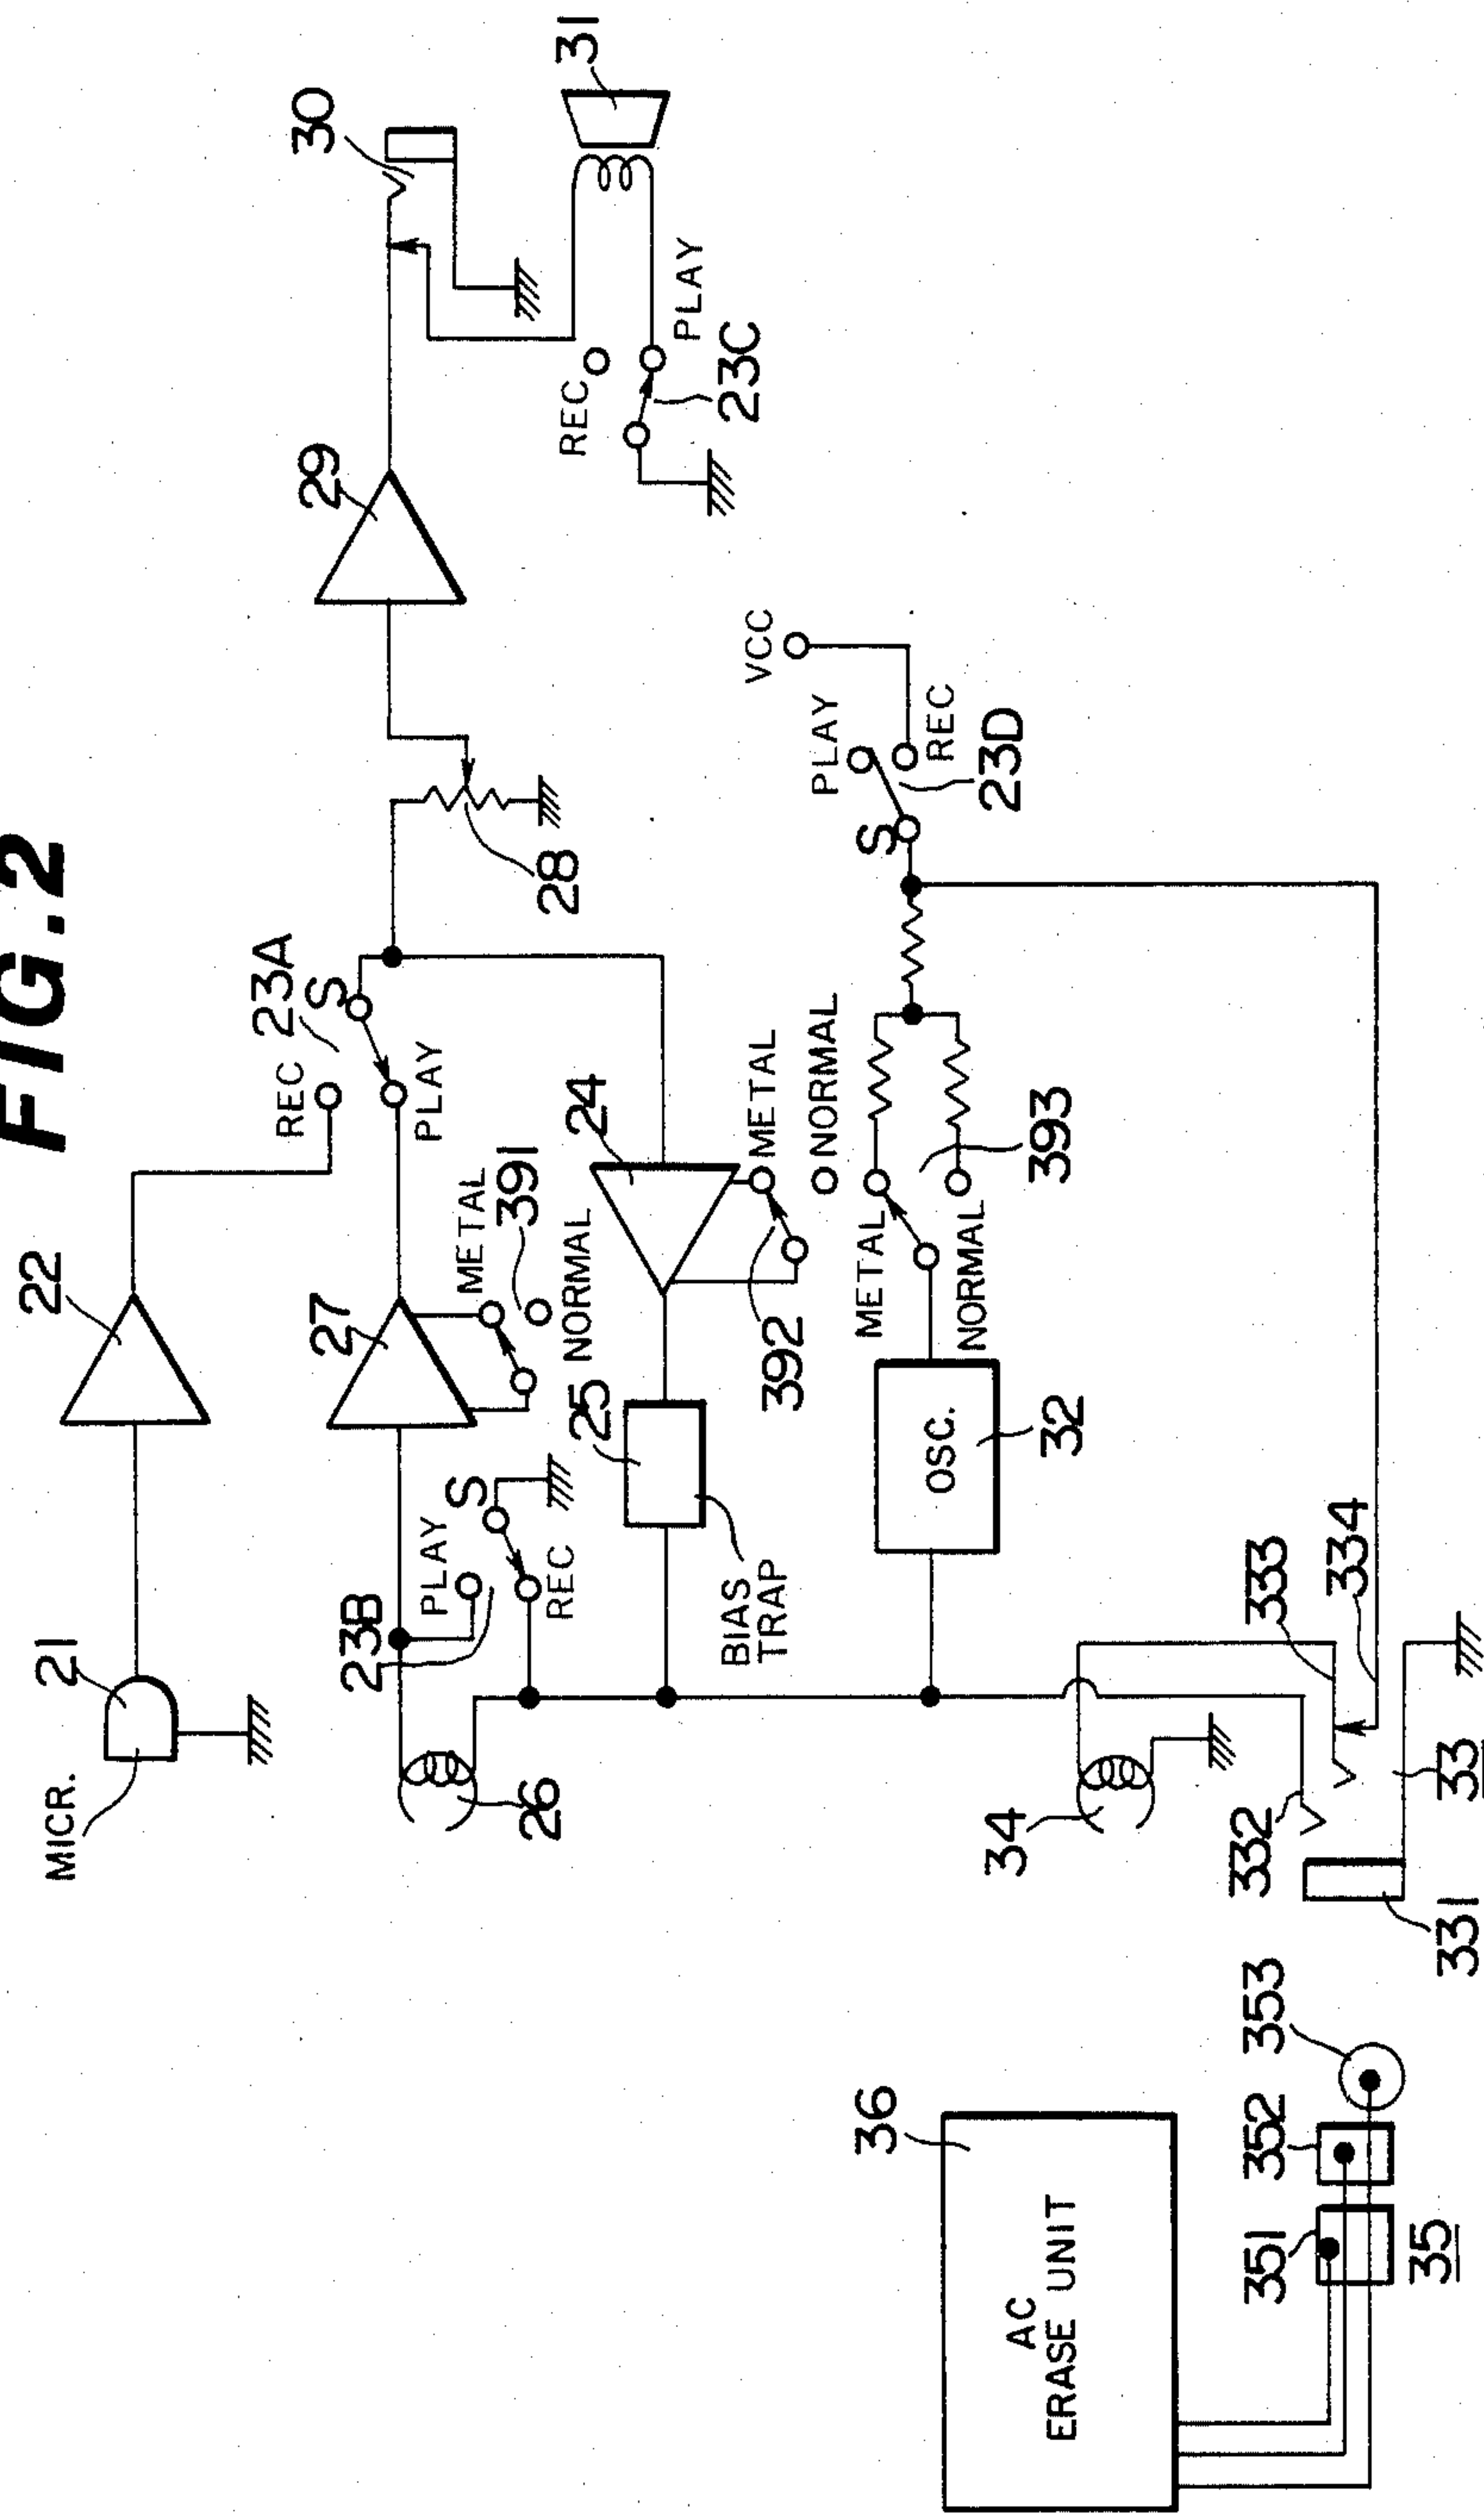 FIG.2
MICR.
21
22
REC
23A
S
PLAY
30
29
31
28
27
METAL
391
NORMAL
23B
PLAY
S
REC
26
25
BIAS
TRAP
24
METAL
NORMAL
392
REC
PLAY
23C
VCC
PLAY
REC
S
23D
METAL
NORMAL
393
OSC.
32
34
332
333
334
33
331
36
AC
ERASE UNIT
351
352
353
35